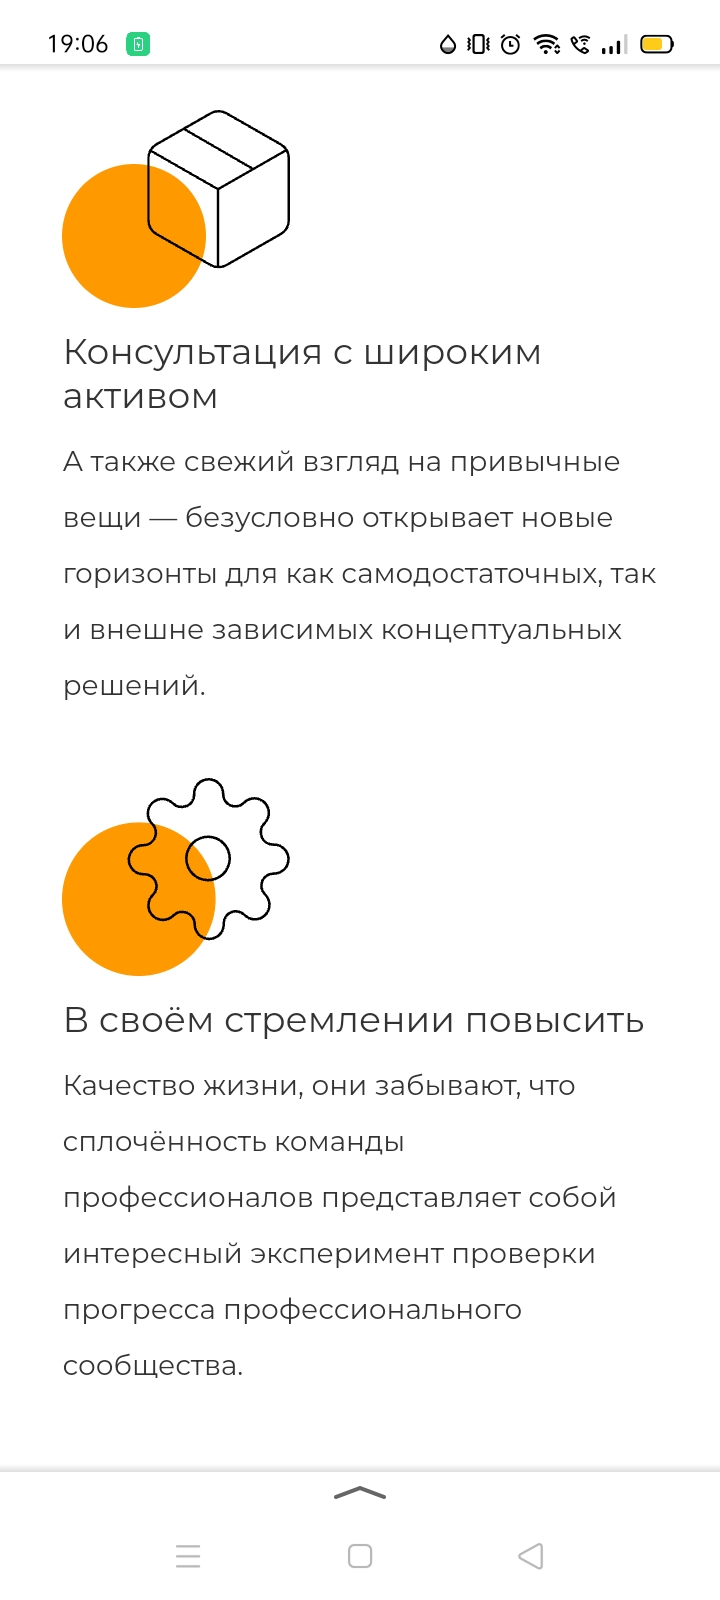 19:06
Консультация с широким
активом
А также свежий взгляд на привычные
вещи — безусловно открывает новые
горизонты для как самодостаточных, так
и внешне зависимых концептуальных
решений.
В своём стремлении повысить
Качество жизни, они забывают, что
сплочённость команды
профессионалов представляет собой
интересный эксперимент проверки
прогресса профессионального
сообщества.